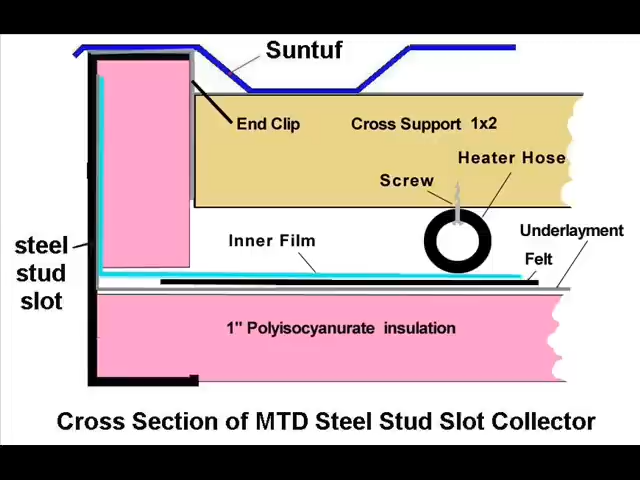 Suntuf
End Clip
Cross Support 1x2
Heater Hose
Screw
Underlayment
steel
stud
slot
Inner Film
Felt
1" Polyisocyanurate insulation
Cross Section of MTD Steel Stud Slot Collector